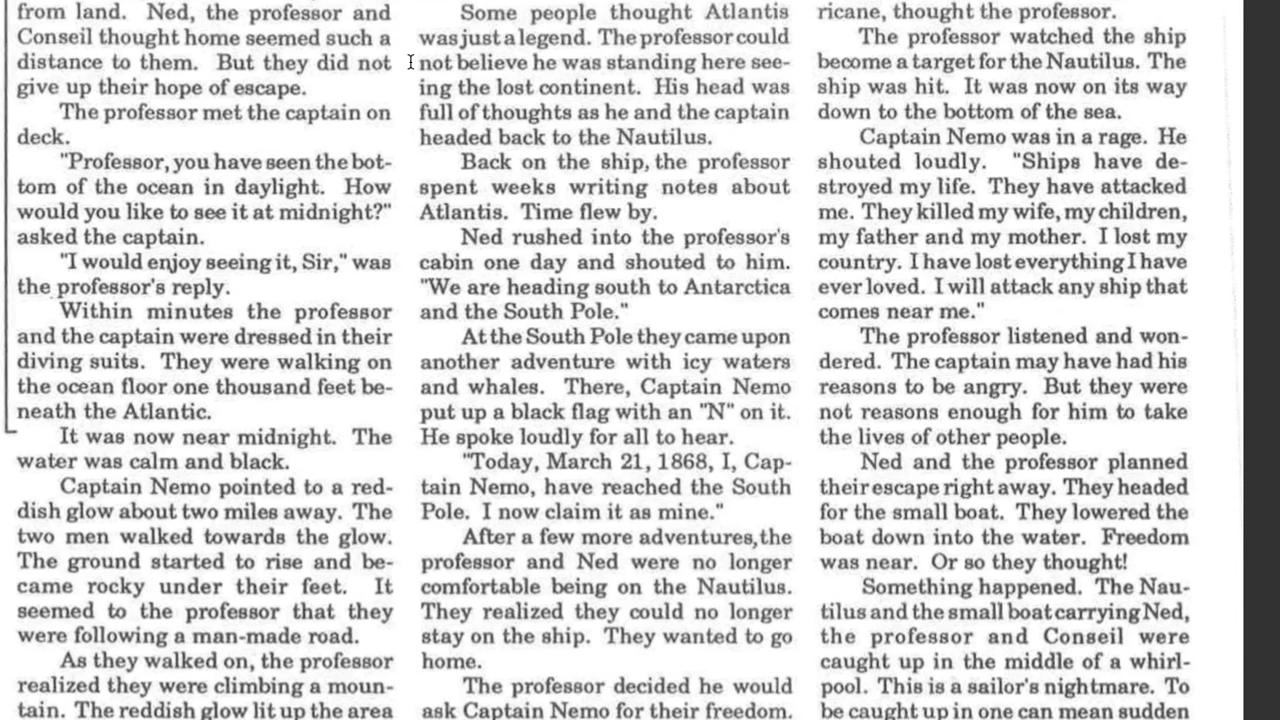 from land. Ned, the professor and
Conseil thought home seemed such a
distance to them. But they did not
give up their hope of escape.
The professor met the captain on
deck.
"Professor, you have seen the bot-
tom of the ocean in daylight. How
would you like to see it at midnight?"
asked the captain.
"I would enjoy seeing it, Sir," was
the professor's reply.
Within minutes the professor
and the captain were dressed in their
diving suits. They were walking on
the ocean floor one thousand feet be-
neath the Atlantic.
It was now near midnight. The
water was calm and black.
Captain Nemo pointed to a red-
dish glow about two miles away. The
two men walked towards the glow.
The ground started to rise and be-
came rocky under their feet. It
seemed to the professor that they
were following a man-made road.
As they walked on, the professor
realized they were climbing a moun-
tain. The reddish glow lit up the area
Some people thought Atlantis
was just a legend. The professor could
not believe he was standing here see-
ing the lost continent. His head was
full of thoughts as he and the captain
headed back to the Nautilus.
Back on the ship, the professor
spent weeks writing notes about
Atlantis. Time flew by.
Ned rushed into the professor's
cabin one day and shouted to him.
"We are heading south to Antarctica
and the South Pole."
At the South Pole they came upon
another adventure with icy waters
and whales. There, Captain Nemo
put up a black flag with an "N" on it.
He spoke loudly for all to hear.
"Today, March 21, 1868, I, Cap-
tain Nemo, have reached the South
Pole. I now claim it as mine."
After a few more adventures, the
professor and Ned were no longer
comfortable being on the Nautilus.
They realized they could no longer
stay on the ship. They wanted to go
home.
The professor decided he would
ask Captain Nemo for their freedom.
ricane, thought the professor.
The professor watched the ship
become a target for the Nautilus. The
ship was hit. It was now on its way
down to the bottom of the sea.
Captain Nemo was in a rage. He
shouted loudly. "Ships have de-
stroyed my life. They have attacked
me. They killed my wife, my children,
my father and my mother. I lost my
country. I have lost everything I have
ever loved. I will attack any ship that
comes near me."
The professor listened and won-
dered. The captain may have had his
reasons to be angry. But they were
not reasons enough for him to take
the lives of other people.
Ned and the professor planned
their escape right away. They headed
for the small boat. They lowered the
boat down into the water. Freedom
was near. Or so they thought!
Something happened. The Nau-
tilus and the small boat carrying Ned,
the professor and Conseil were
caught up in the middle of a whirl-
pool. This is a sailor's nightmare. To
be caught up in one can mean sudden